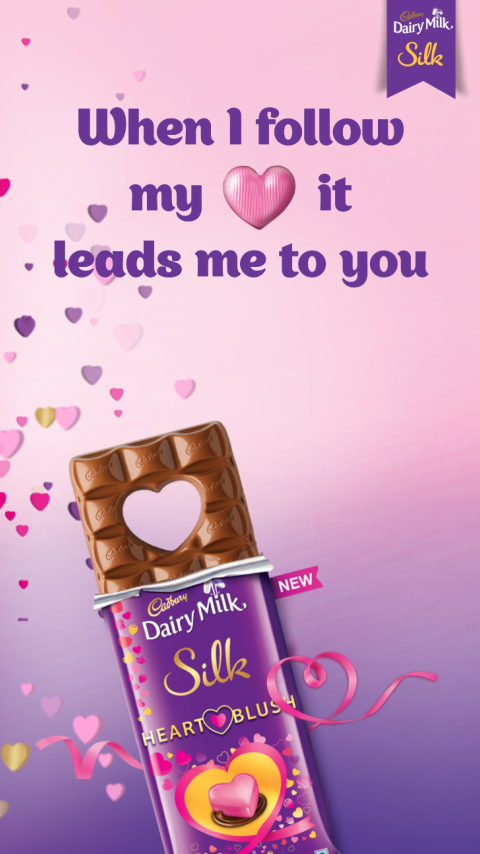 Cadbury
Dairy Milk
Silk
When I follow
my it
leads me to you
NEW
Cadbury
Dairy Milk
Silk
HEART BLUSH